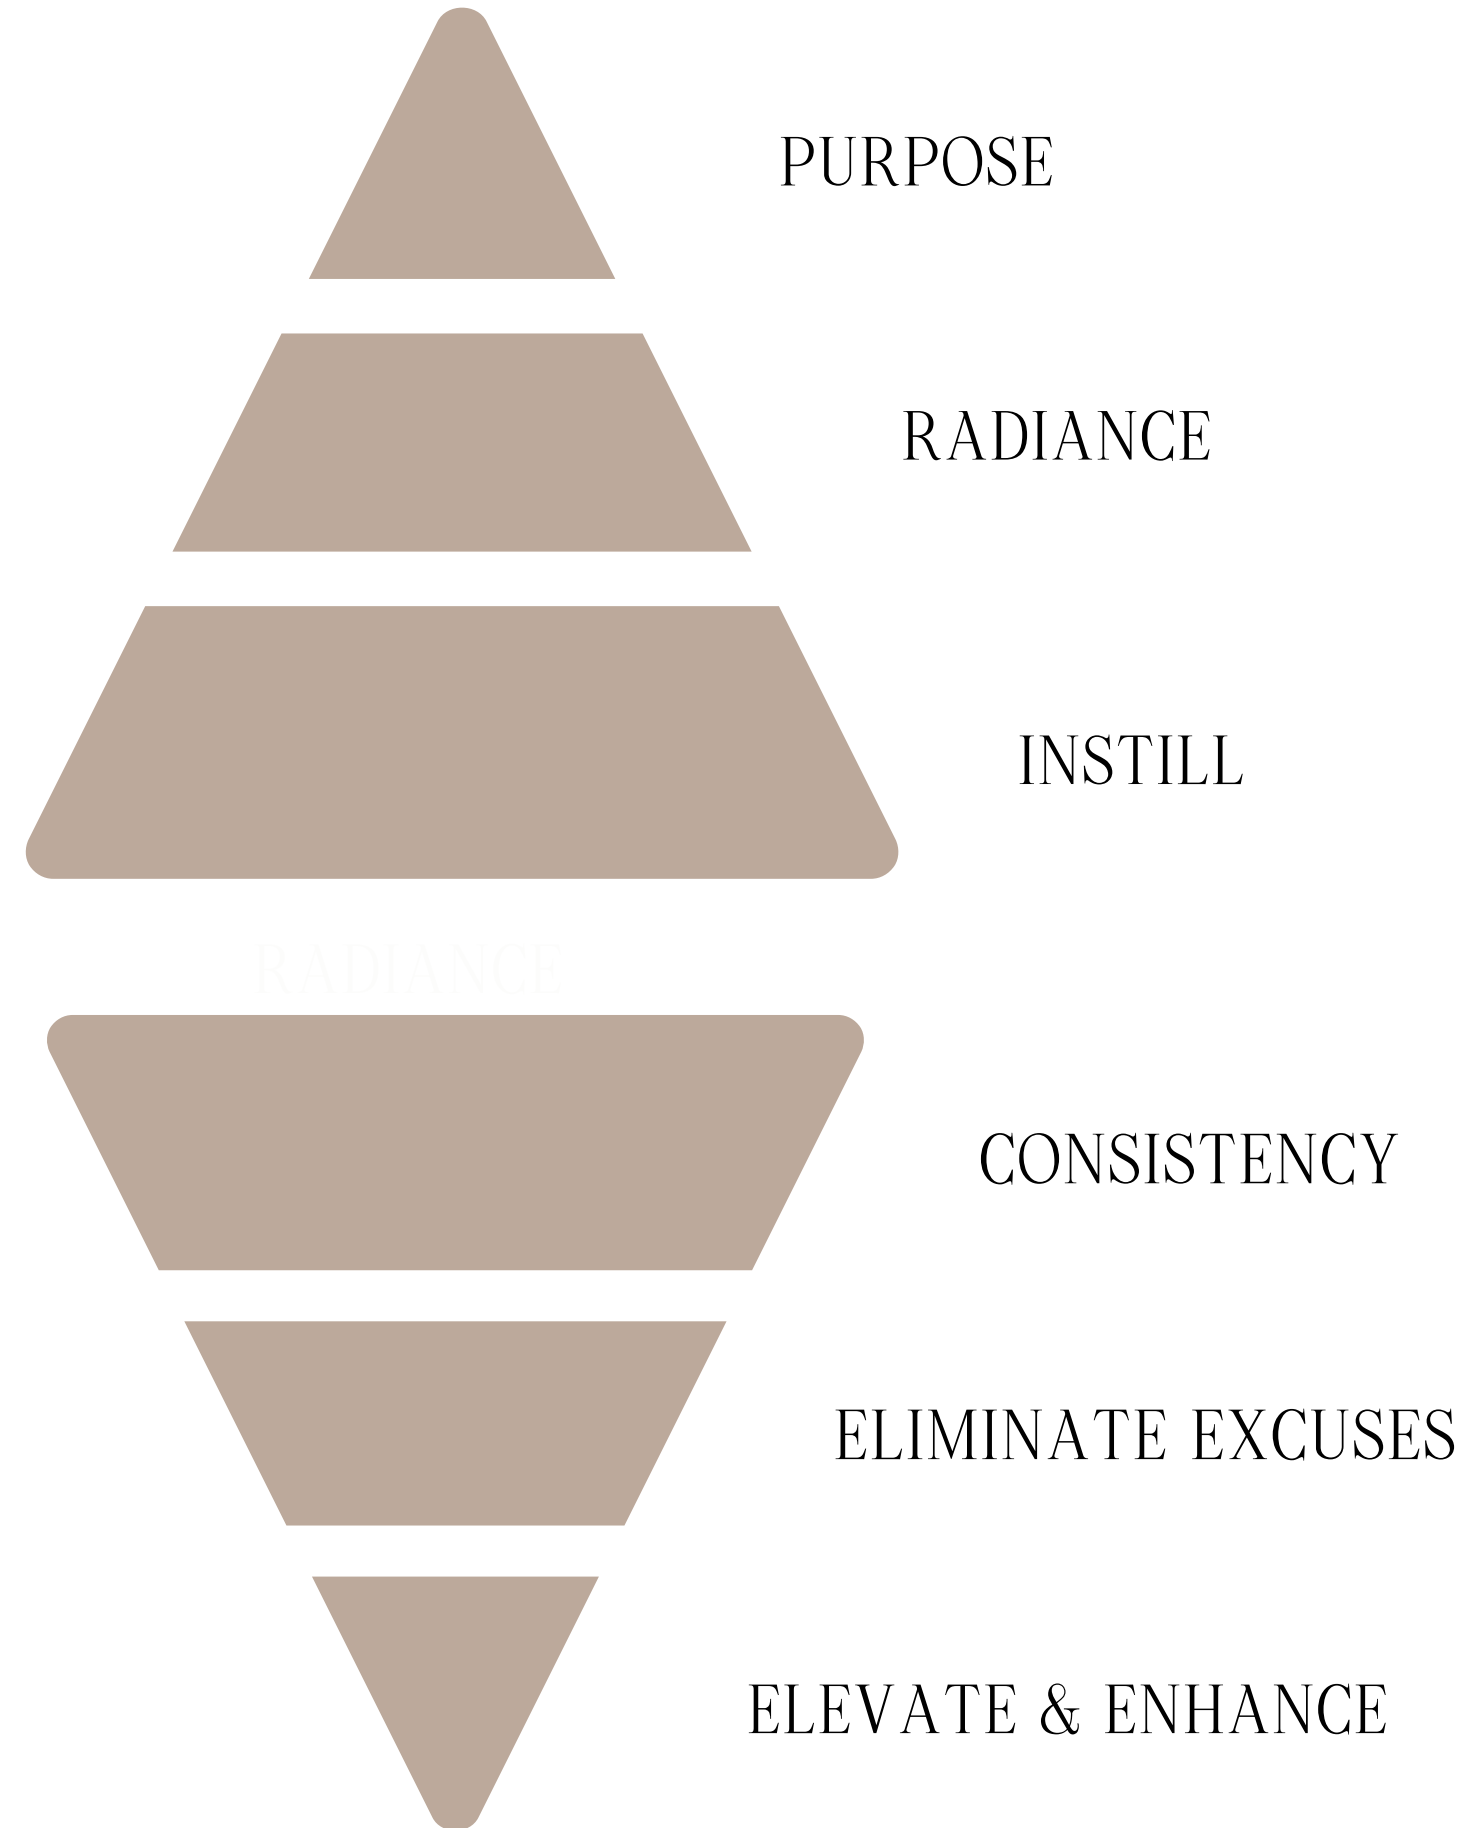 PURPOSE
RADIANCE
INSTILL
RADIANCE
CONSISTENCY
ELIMINATE EXCUSES
ELEVATE & ENHANCE